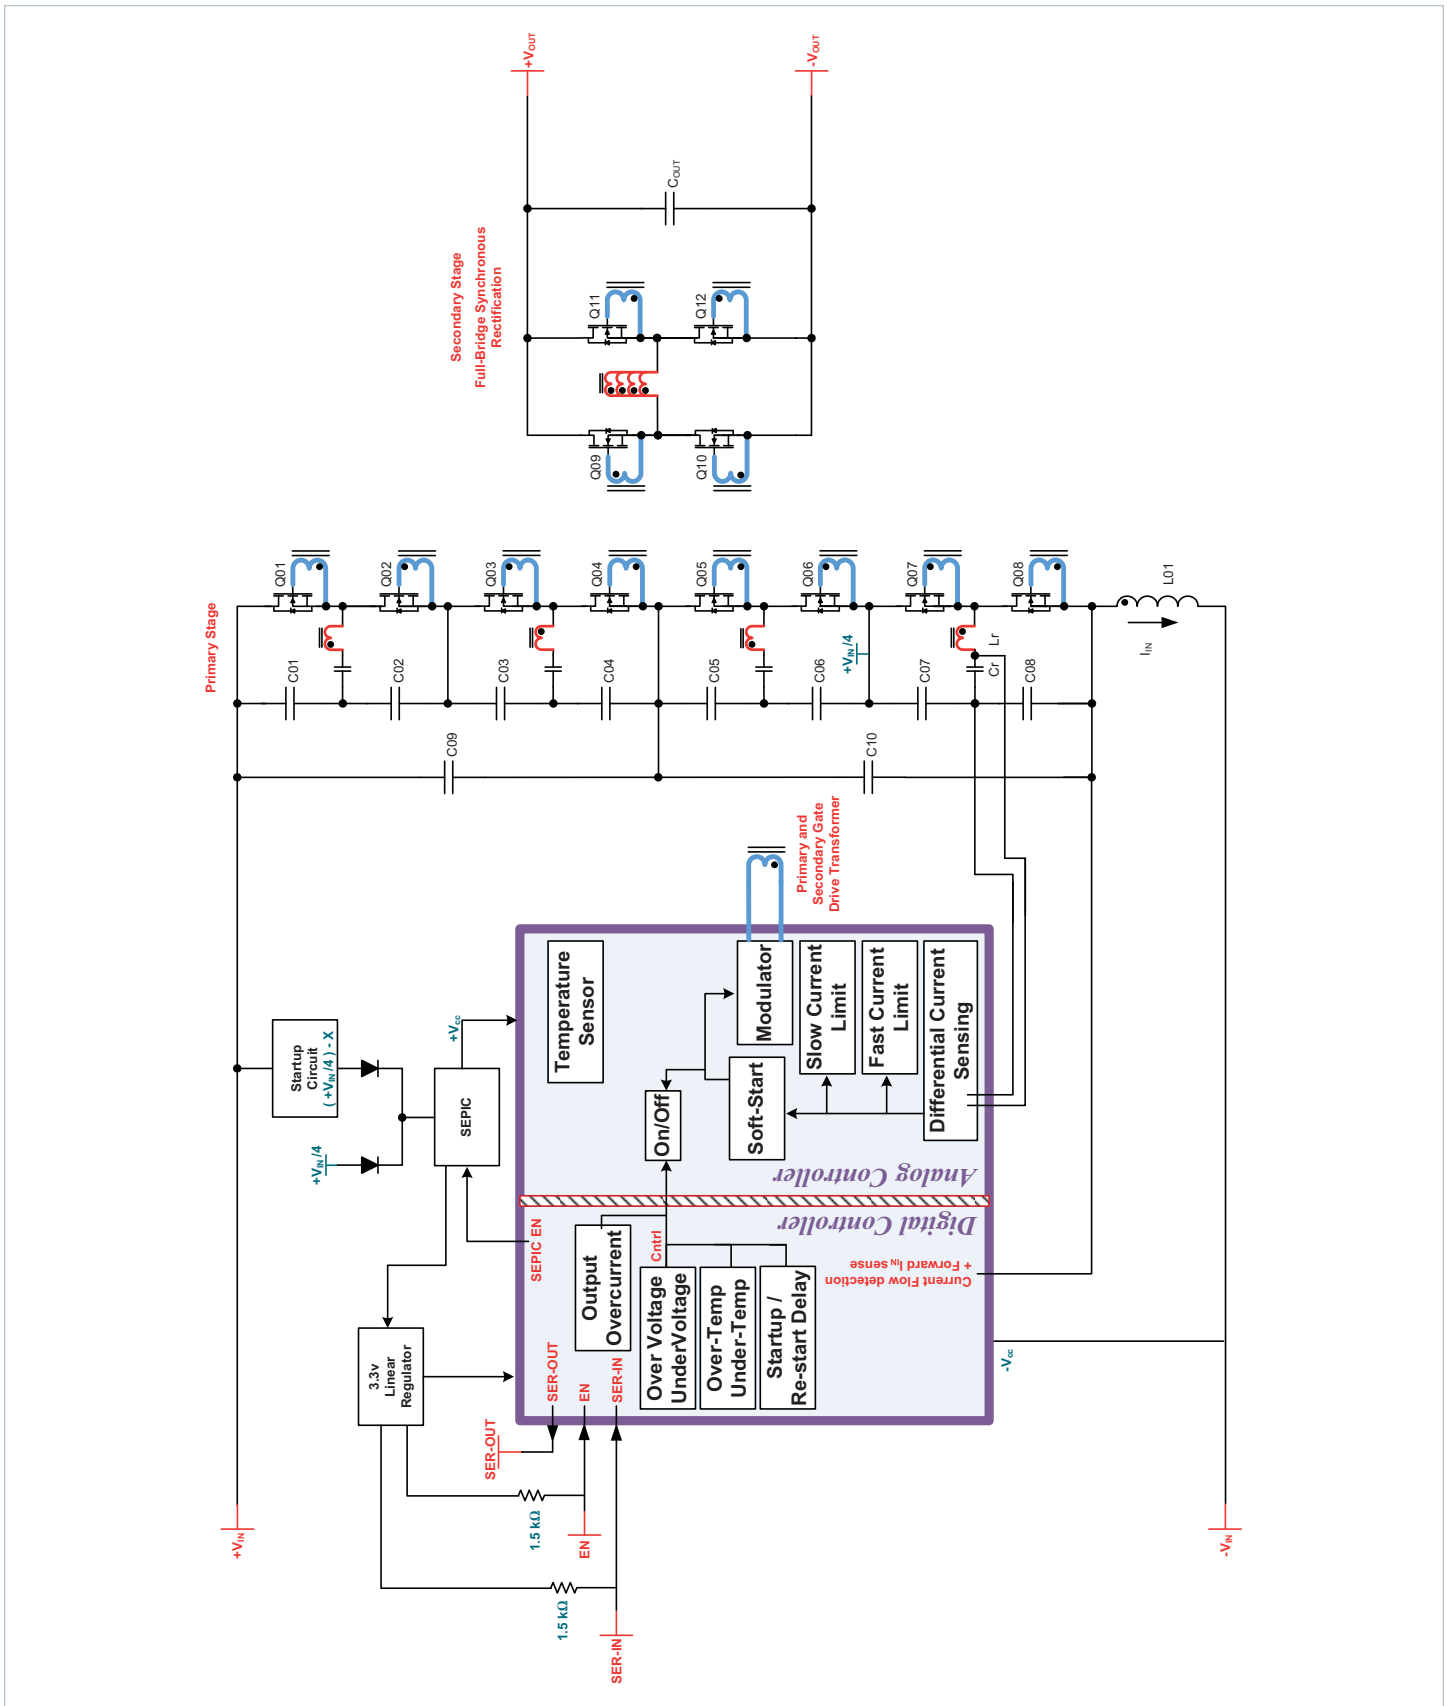 +VOUT
-VOUT
COUT
Secondary Stage
Full-Bridge Synchronous
Rectification
Q11
Q12
Q09
Q10
Primary Stage
Q01
Q02
Q03
Q04
Q05
Q06
Q07
Q08
L01
IIN
+VIN /4
Lr
Cr
C01
C02
C03
C04
C05
C06
C07
C08
C09
C10
Primary and
Secondary Gate
Drive Transformer
Startup
Circuit
( +VIN /4 ) - X
+VIN /4
SEPIC
+Vcc
Temperature
Sensor
Modulator
Slow Current
Limit
Fast Current
Limit
Differential Current
Sensing
On/Off
Soft-Start
Analog Controller
Digital Controller
SEPIC EN
Output
Overcurrent
Cntrl
Over Voltage
UnderVoltage
Over-Temp
Under-Temp
Startup /
Re-start Delay
Current Flow detection
+ Forward IIN sense
-Vcc
3.3v
Linear
Regulator
SER-OUT
EN
SER-IN
SER-OUT
1.5 kΩ
EN
1.5 kΩ
SER-IN
+VIN
-VIN